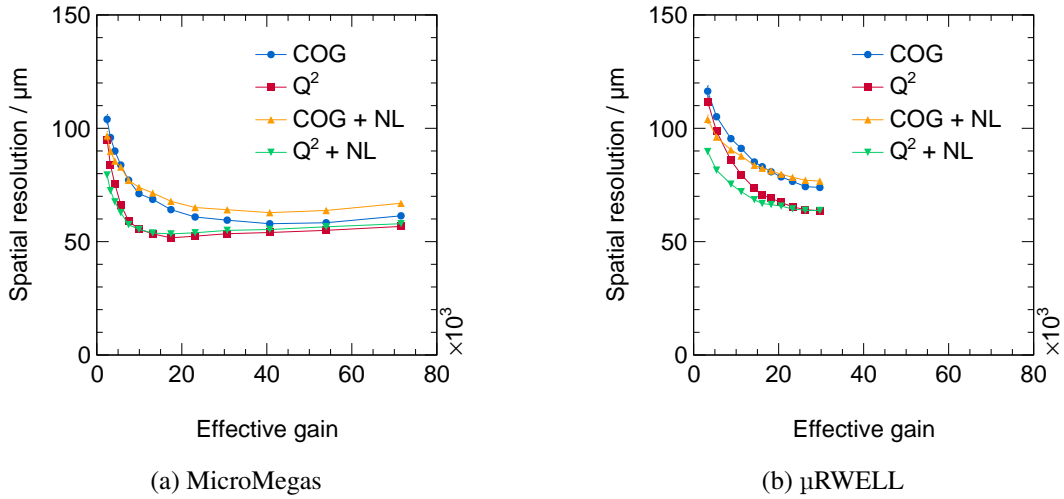 150
100
50
0
Spatial resolution / µm
COG
Q²
COG + NL
Q² + NL
0 20 40 60 80
×10³
Effective gain
(a) MicroMegas
150
100
50
0
Spatial resolution / µm
COG
Q²
COG + NL
Q² + NL
0 20 40 60 80
×10³
Effective gain
(b) µRWELL